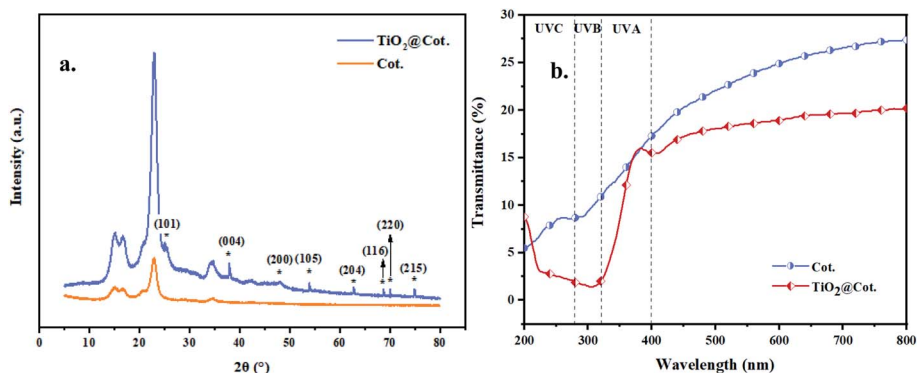 a.
TiO2@Cot.
Cot.
(101)
*
(004)
*
(200)
*
(105)
*
(204)
*
(116)
*
(220)
*
(215)
*
Intensity (a.u.)
0 10 20 30 40 50 60 70 80
2θ (°)
b.
UVC UVB UVA
30
25
20
15
10
5
0
Transmittance (%)
Cot.
TiO2@Cot.
200 300 400 500 600 700 800
Wavelength (nm)